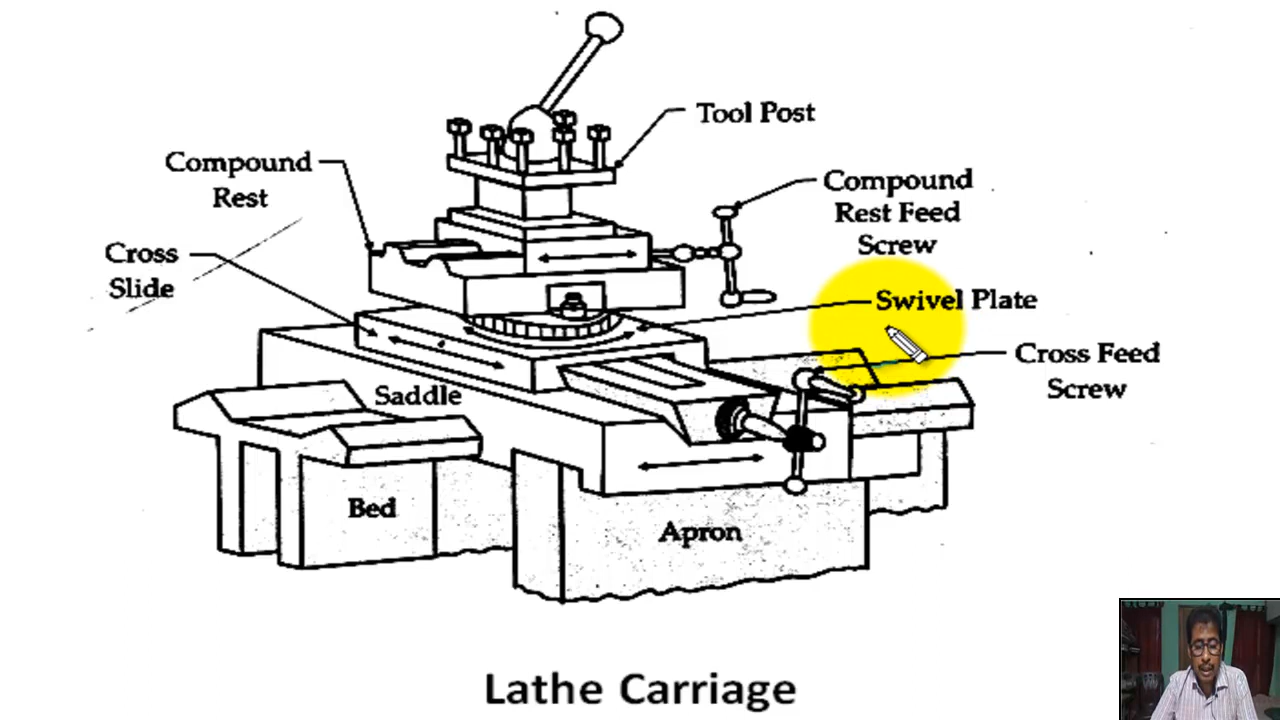 Tool Post
Compound
Rest
Compound
Rest Feed
Screw
Cross
Slide
Swivel Plate
Cross Feed
Screw
Saddle
Bed
Apron
Lathe Carriage